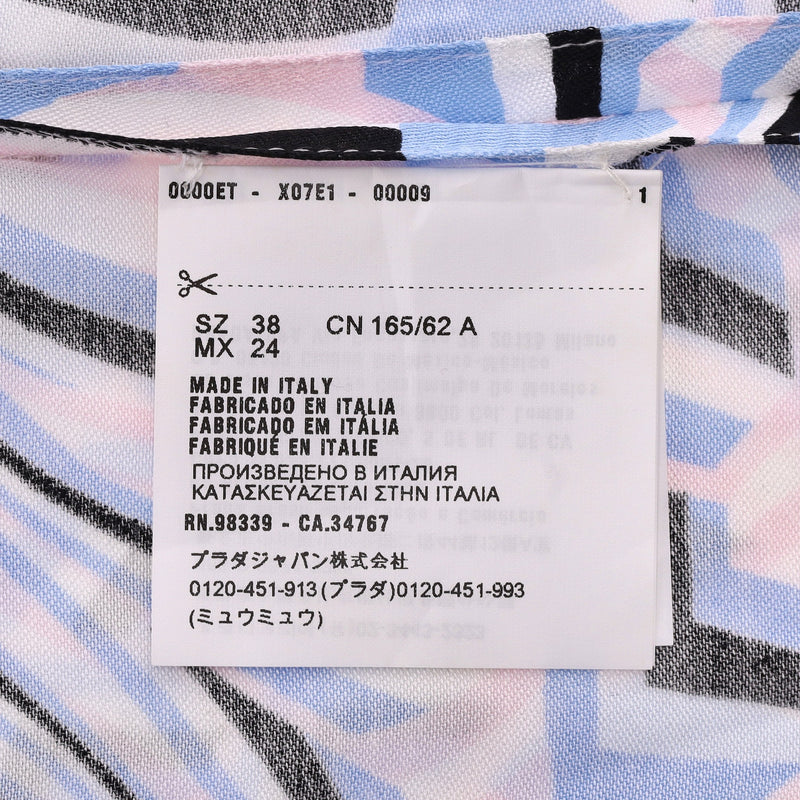 0000ET - X07E1 - 00009 1
SZ 38 CN 165/62 A
MX 24
MADE IN ITALY
FABRICADO EN ITALIA
FABRICADO EM ITÁLIA
FABRIQUÉ EN ITALIE
ПРОИЗВЕДЕНО В ИТАЛИЯ
ΚΑΤΑΣΚΕΥΑΖΕΤΑΙ ΣΤΗΝ ΙΤΑΛΙΑ
RN.98339 - CA.34767
プラダジャパン株式会社
0120-451-913(プラダ)0120-451-993
(ミュウミュウ)